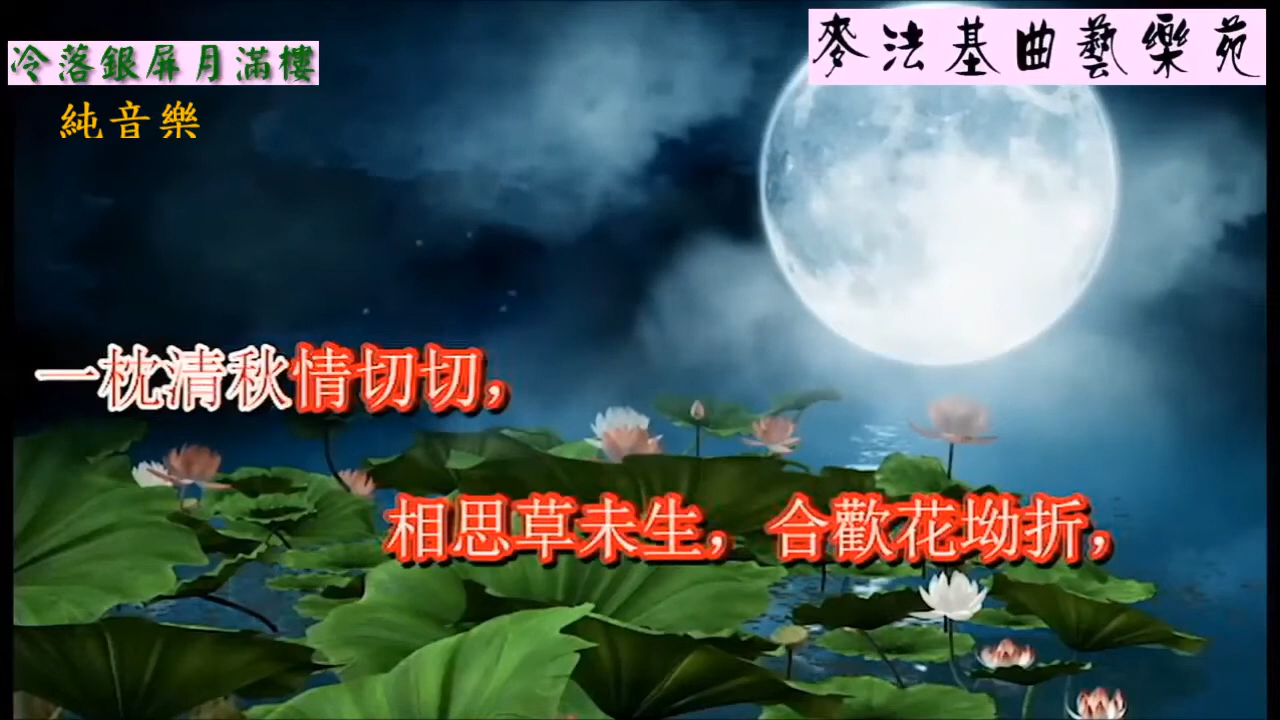 冷落銀屏月滿樓
麥法基曲藝樂苑
純音樂
一枕清秋情切切，
相思草未生，合歡花坳折，